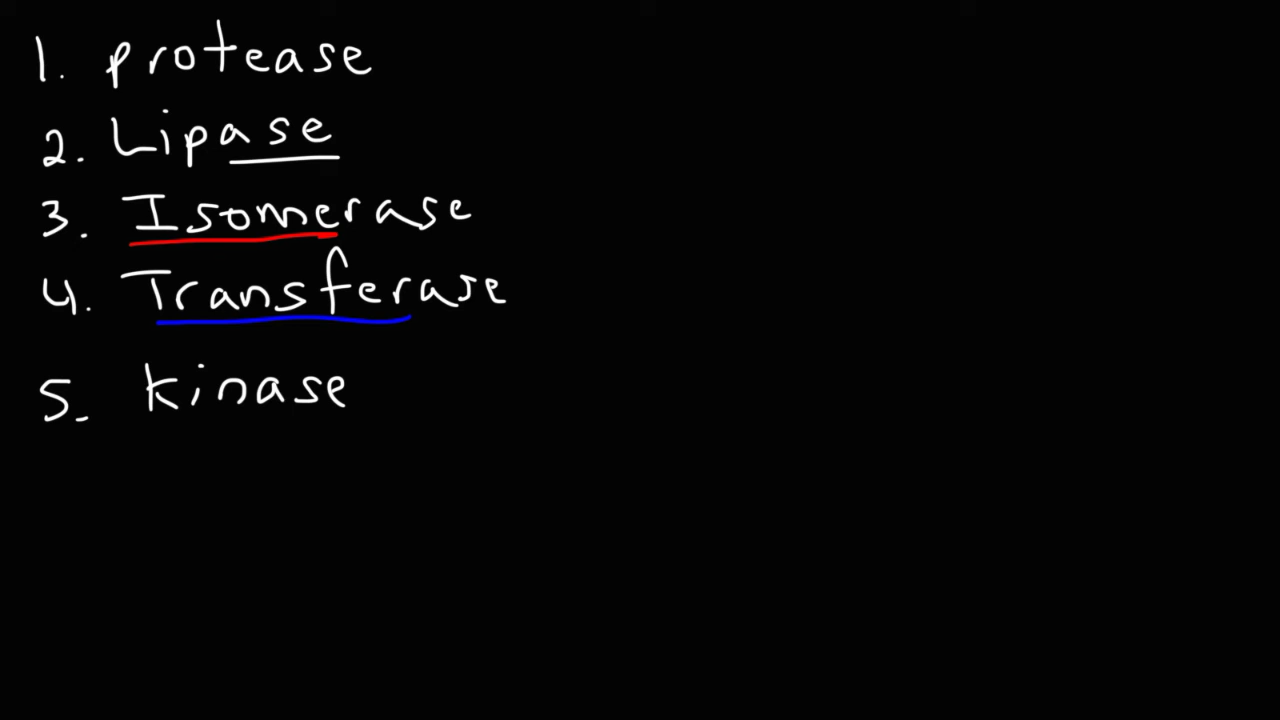 1. protease
2. Lipase
3. Isomerase
4. Transferase
5. kinase